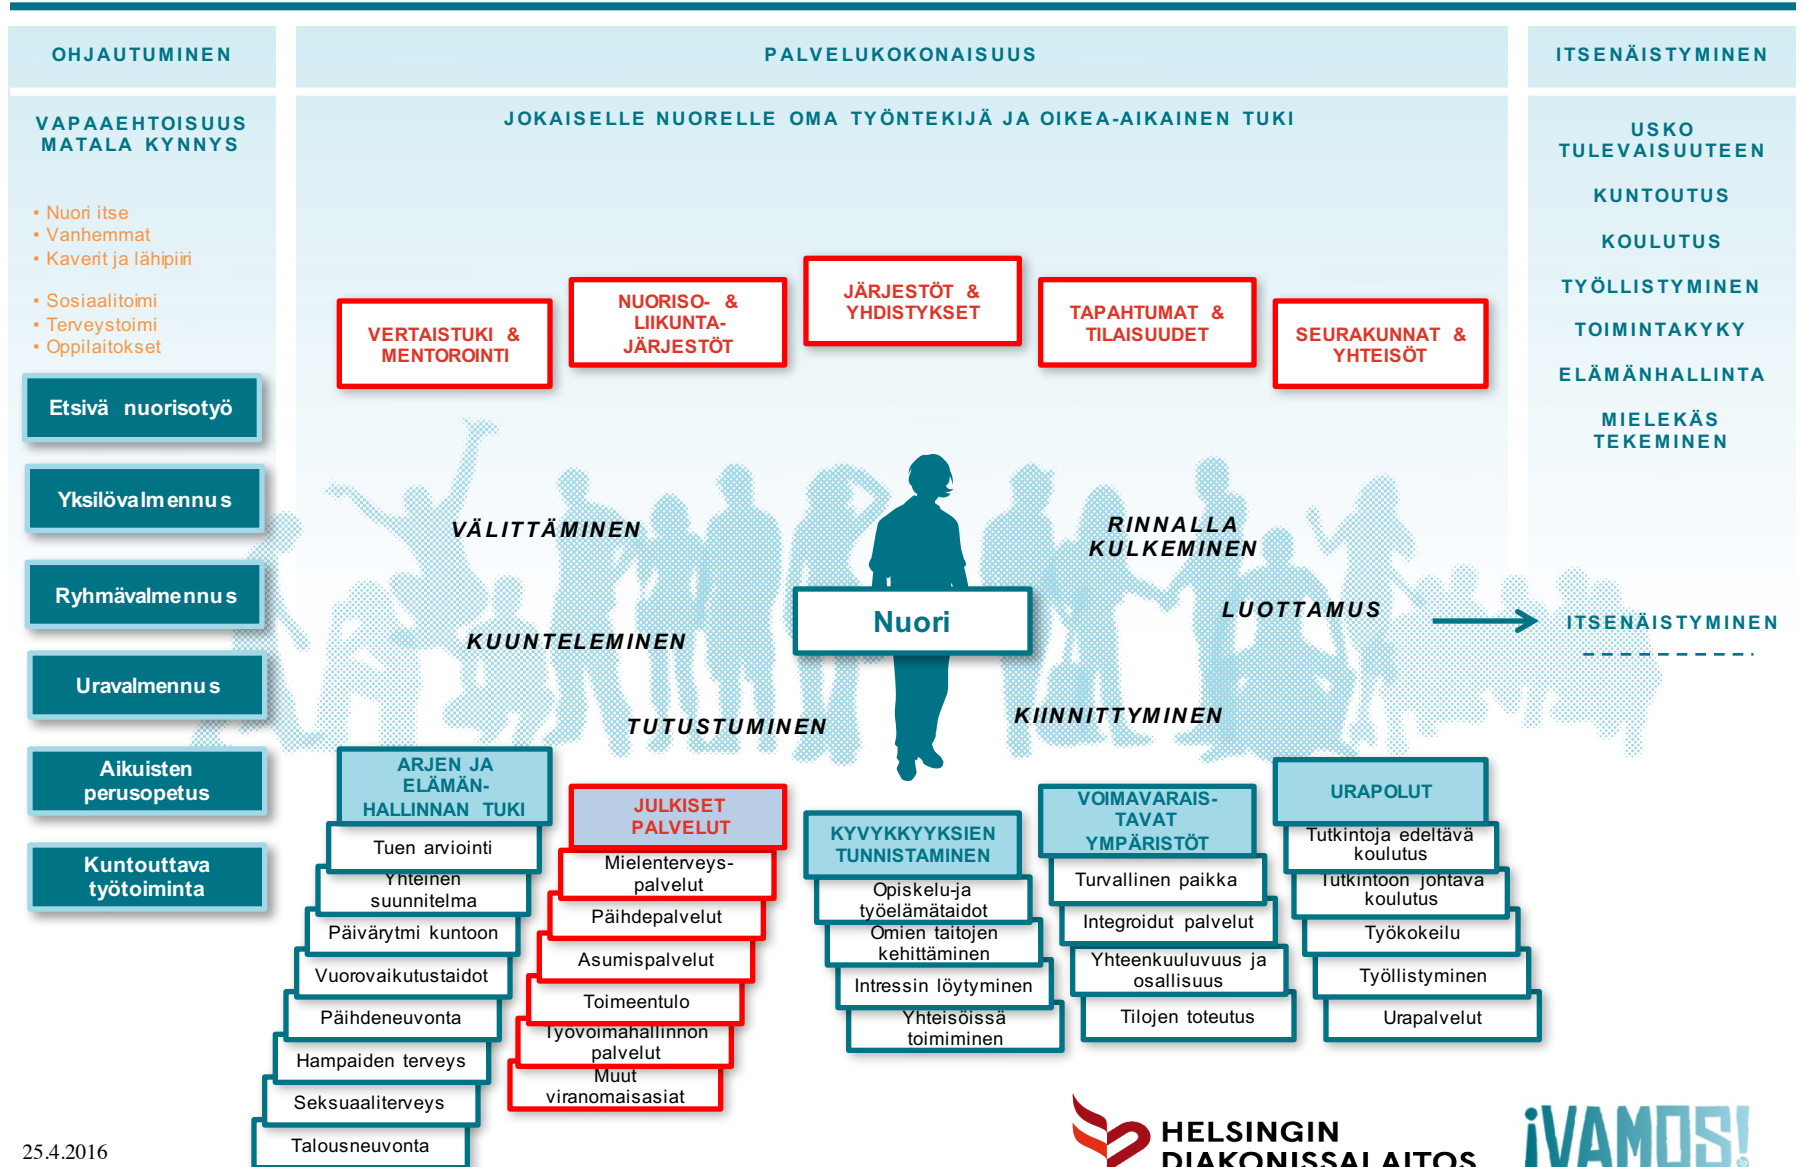 OHJAUTUMINEN
VAPAAEHTOISUUS
MATALA KYNNYS
• Nuori itse
• Vanhemmat
• Kaverit ja lähipiiri
• Sosiaalitoimi
• Terveystoimi
• Oppilaitokset
Etsivä nuorisotyö
Yksilövalmennus
Ryhmävalmennus
Uravalmennus
Aikuisten
perusopetus
Kuntouttava
työtoiminta
PALVELUKOKONAISUUS
JOKAISELLE NUORELLE OMA TYÖNTEKIJÄ JA OIKEA-AIKAINEN TUKI
VERTAISTUKI &
MENTOROINTI
NUORISO- &
LIIKUNTA-
JÄRJESTÖT
JÄRJESTÖT &
YHDISTYKSET
TAPAHTUMAT &
TILAISUUDET
SEURAKUNNAT &
YHTEISÖT
VÄLITTÄMINEN
RINNALLA
KULKEMINEN
KUUNTELEMINEN
Nuori
LUOTTAMUS
TUTUSTUMINEN
KIINNITTYMINEN
ARJEN JA
ELÄMÄN-
HALLINNAN TUKI
Tuen arviointi
Yhteinen
suunnitelma
Päivärytmi kuntoon
Vuorovaikutustaidot
Päihdeneuvonta
Hampaiden terveys
Seksuaaliterveys
Talousneuvonta
JULKISET
PALVELUT
Mielenterveys-
palvelut
Päihdepalvelut
Asumispalvelut
Toimeentulo
Työvoimahallinnon
palvelut
Muut
viranomaisasiat
KYVYKKYYKSIEN
TUNNISTAMINEN
Opiskelu-ja
työelämätaidot
Omien taitojen
kehittäminen
Intressin löytyminen
Yhteisöissä
toimiminen
VOIMAVARAIS-
TAVAT
YMPÄRISTÖT
Turvallinen paikka
Integroidut palvelut
Yhteenkuuluvuus ja
osallisuus
Tilojen toteutus
URAPOLUT
Tutkintoja edeltävä
koulutus
Tutkintoon johtava
koulutus
Työkokeilu
Työllistyminen
Urapalvelut
ITSENÄISTYMINEN
USKO
TULEVAISUUTEEN
KUNTOUTUS
KOULUTUS
TYÖLLISTYMINEN
TOIMINTAKYKY
ELÄMÄNHALLINTA
MIELEKÄS
TEKEMINEN
ITSENÄISTYMINEN
25.4.2016
HELSINGIN
DIAKONISSALAITOS
¡VAMOS!